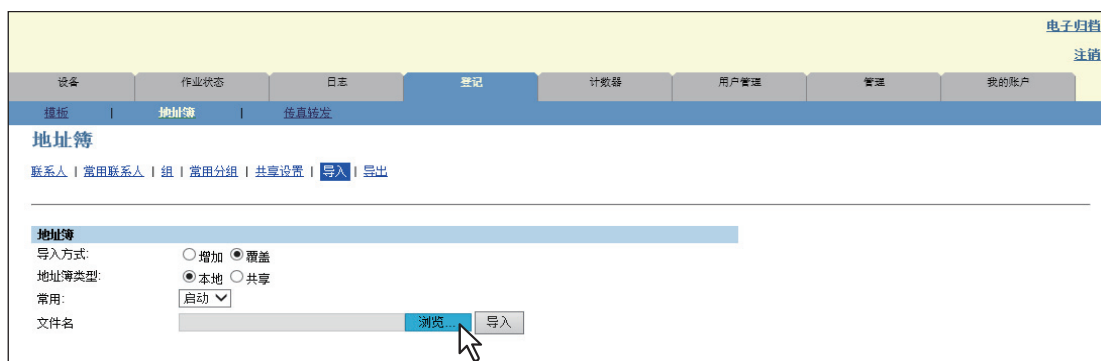 电子归档
注销
设备 作业状态 日志 登记 计数器 用户管理 管理 我的账户
模板 | 地址簿 | 传真转发
地址簿
联系人 | 常用联系人 | 组 | 常用分组 | 共享设置 | 导入 | 导出
地址簿
导入方式: 增加 覆盖
地址簿类型: 本地 共享
常用: 启动
文件名 浏览... 导入